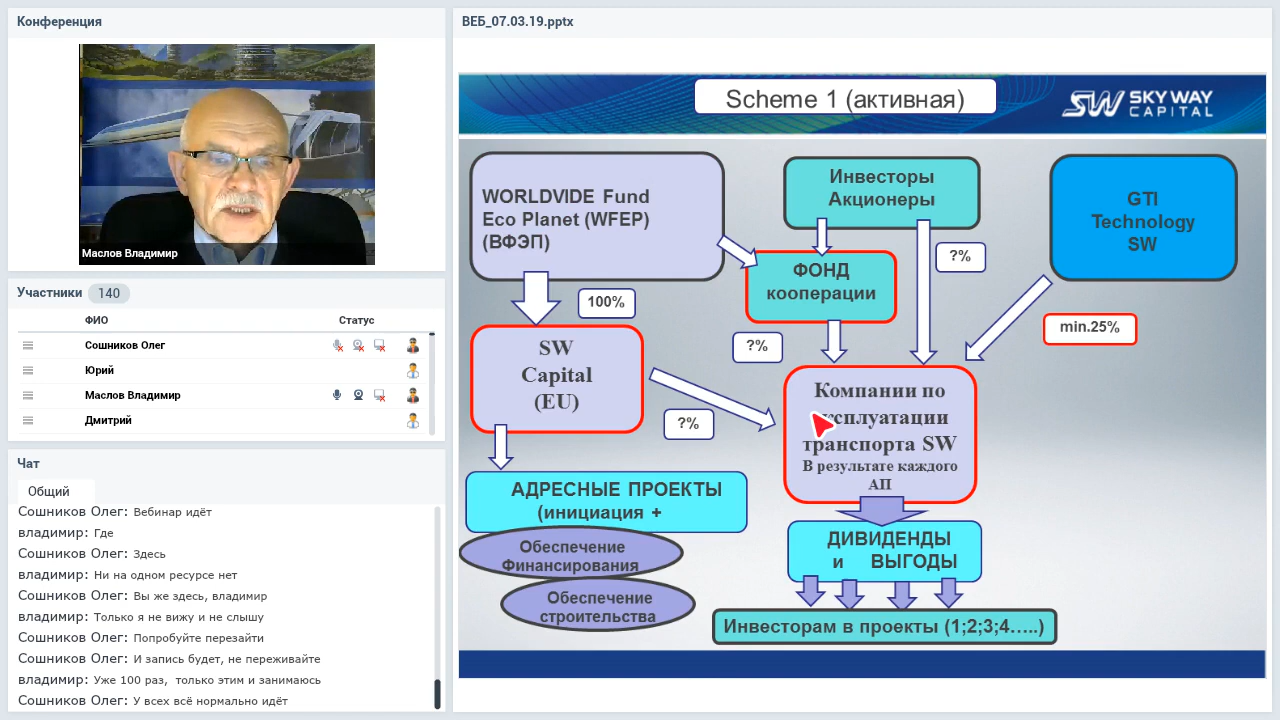 Конференция
Маслов Владимир
Участники 140
ФИО Статус
Сошников Олег
Юрий
Маслов Владимир
Дмитрий
Чат
Общий
Сошников Олег: Вебинар идёт
владимир: Где
Сошников Олег: Здесь
владимир: Ни на одном ресурсе нет
Сошников Олег: Вы же здесь, владимир
владимир: Только я не вижу и не слышу
Сошников Олег: Попробуйте перезайти
Сошников Олег: И запись будет, не переживайте
владимир: Уже 100 раз, только этим и занимаюсь
Сошников Олег: У всех всё нормально идёт
ВЕБ_07.03.19.pptx
Scheme 1 (активная)
SW SKY WAY
CAPITAL
WORLDVIDE Fund
Eco Planet (WFEP)
(ВФЭП)
Инвесторы
Акционеры
GTI
Technology
SW
?%
ФОНД
кооперации
100%
min.25%
?%
SW
Capital
(EU)
?%
Компании по
эксплуатации
транспорта SW
В результате каждого
АП
АДРЕСНЫЕ ПРОЕКТЫ
(инициация +
Обеспечение
Финансирования
Обеспечение
строительства
ДИВИДЕНДЫ
и ВЫГОДЫ
Инвесторам в проекты (1;2;3;4…..)